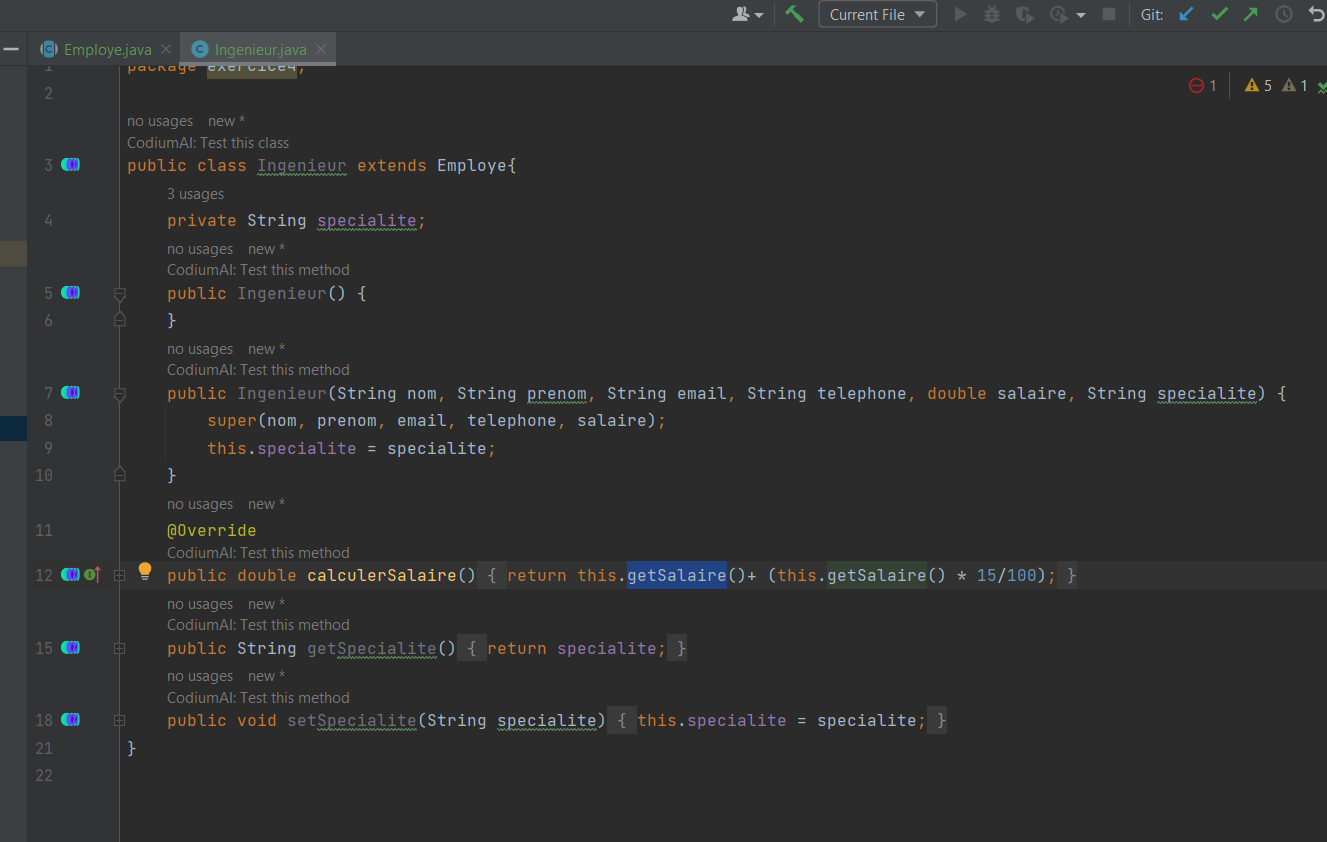 Current File Git:
Employe.java Ingenieur.java
1 package exercice4;
1 5 1
2
no usages new *
CodiumAI: Test this class
3 public class Ingenieur extends Employe{
3 usages
4 private String specialite;
no usages new *
CodiumAI: Test this method
5 public Ingenieur() {
6 }
no usages new *
CodiumAI: Test this method
7 public Ingenieur(String nom, String prenom, String email, String telephone, double salaire, String specialite) {
8 super(nom, prenom, email, telephone, salaire);
9 this.specialite = specialite;
10 }
no usages new *
11 @Override
CodiumAI: Test this method
12 public double calculerSalaire() { return this.getSalaire()+ (this.getSalaire() * 15/100); }
no usages new *
CodiumAI: Test this method
15 public String getSpecialite() { return specialite; }
no usages new *
CodiumAI: Test this method
18 public void setSpecialite(String specialite) { this.specialite = specialite; }
21 }
22